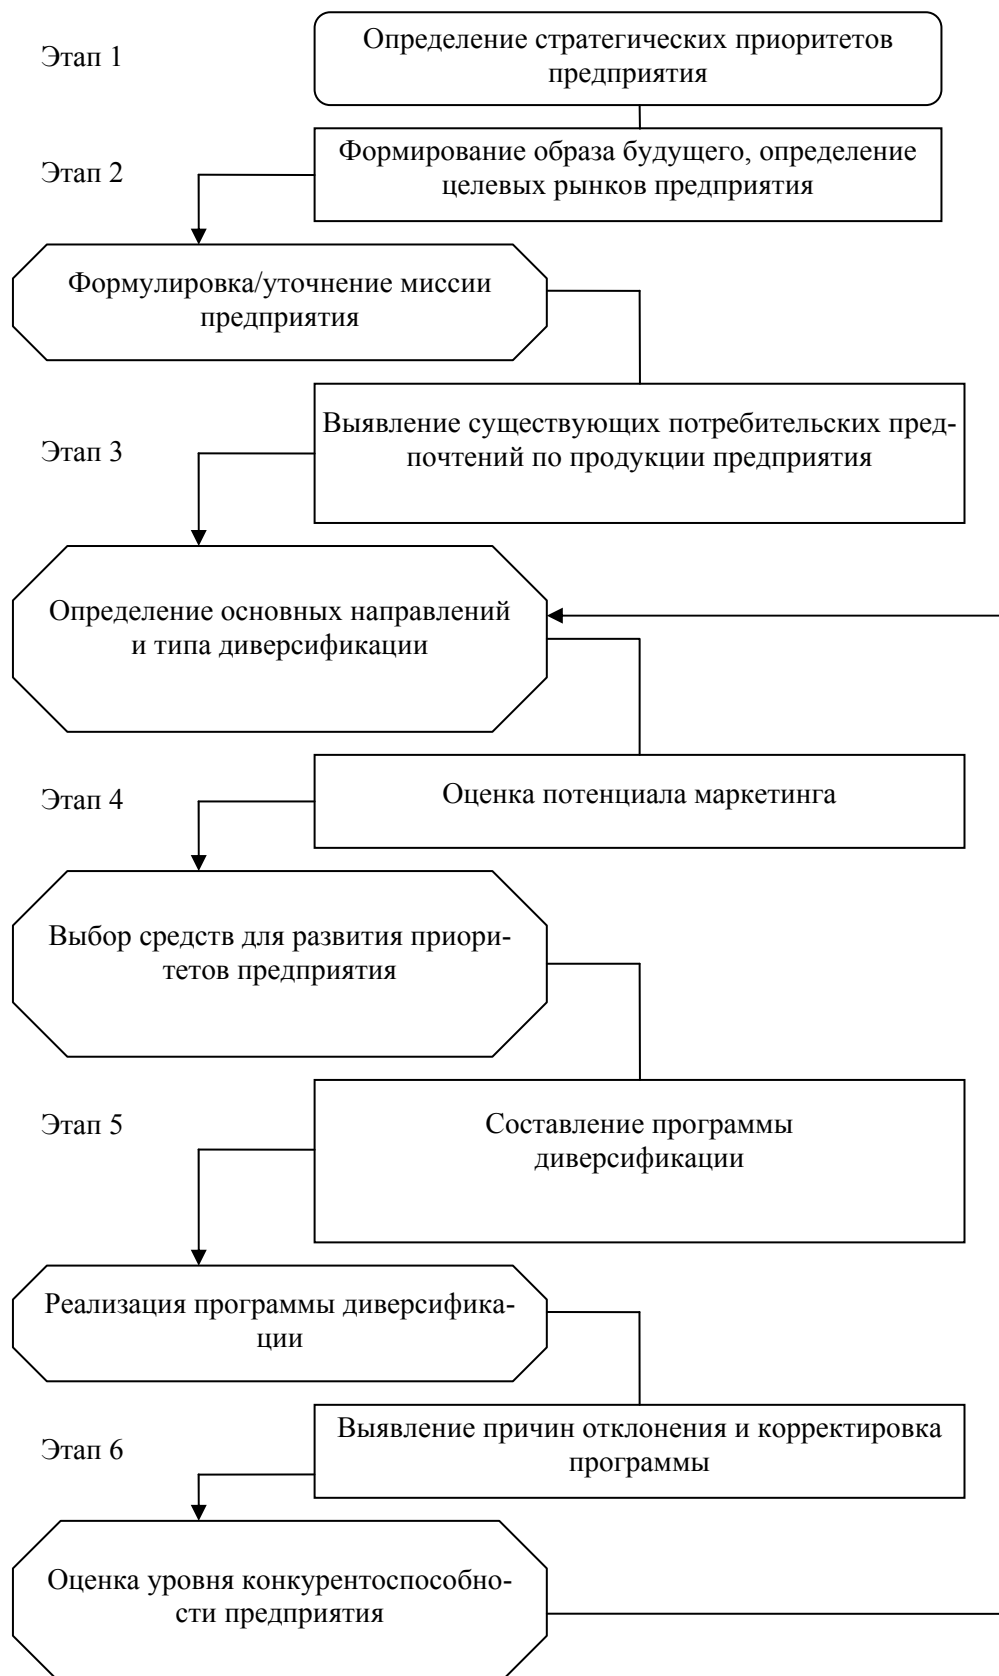 Этап 1
Определение стратегических приоритетов
предприятия
Этап 2
Формирование образа будущего, определение
целевых рынков предприятия
Формулировка/уточнение миссии
предприятия
Этап 3
Выявление существующих потребительских пред-
почтений по продукции предприятия
Определение основных направлений
и типа диверсификации
Этап 4
Оценка потенциала маркетинга
Выбор средств для развития приори-
тетов предприятия
Этап 5
Составление программы
диверсификации
Реализация программы диверсифика-
ции
Этап 6
Выявление причин отклонения и корректировка
программы
Оценка уровня конкурентоспособно-
сти предприятия